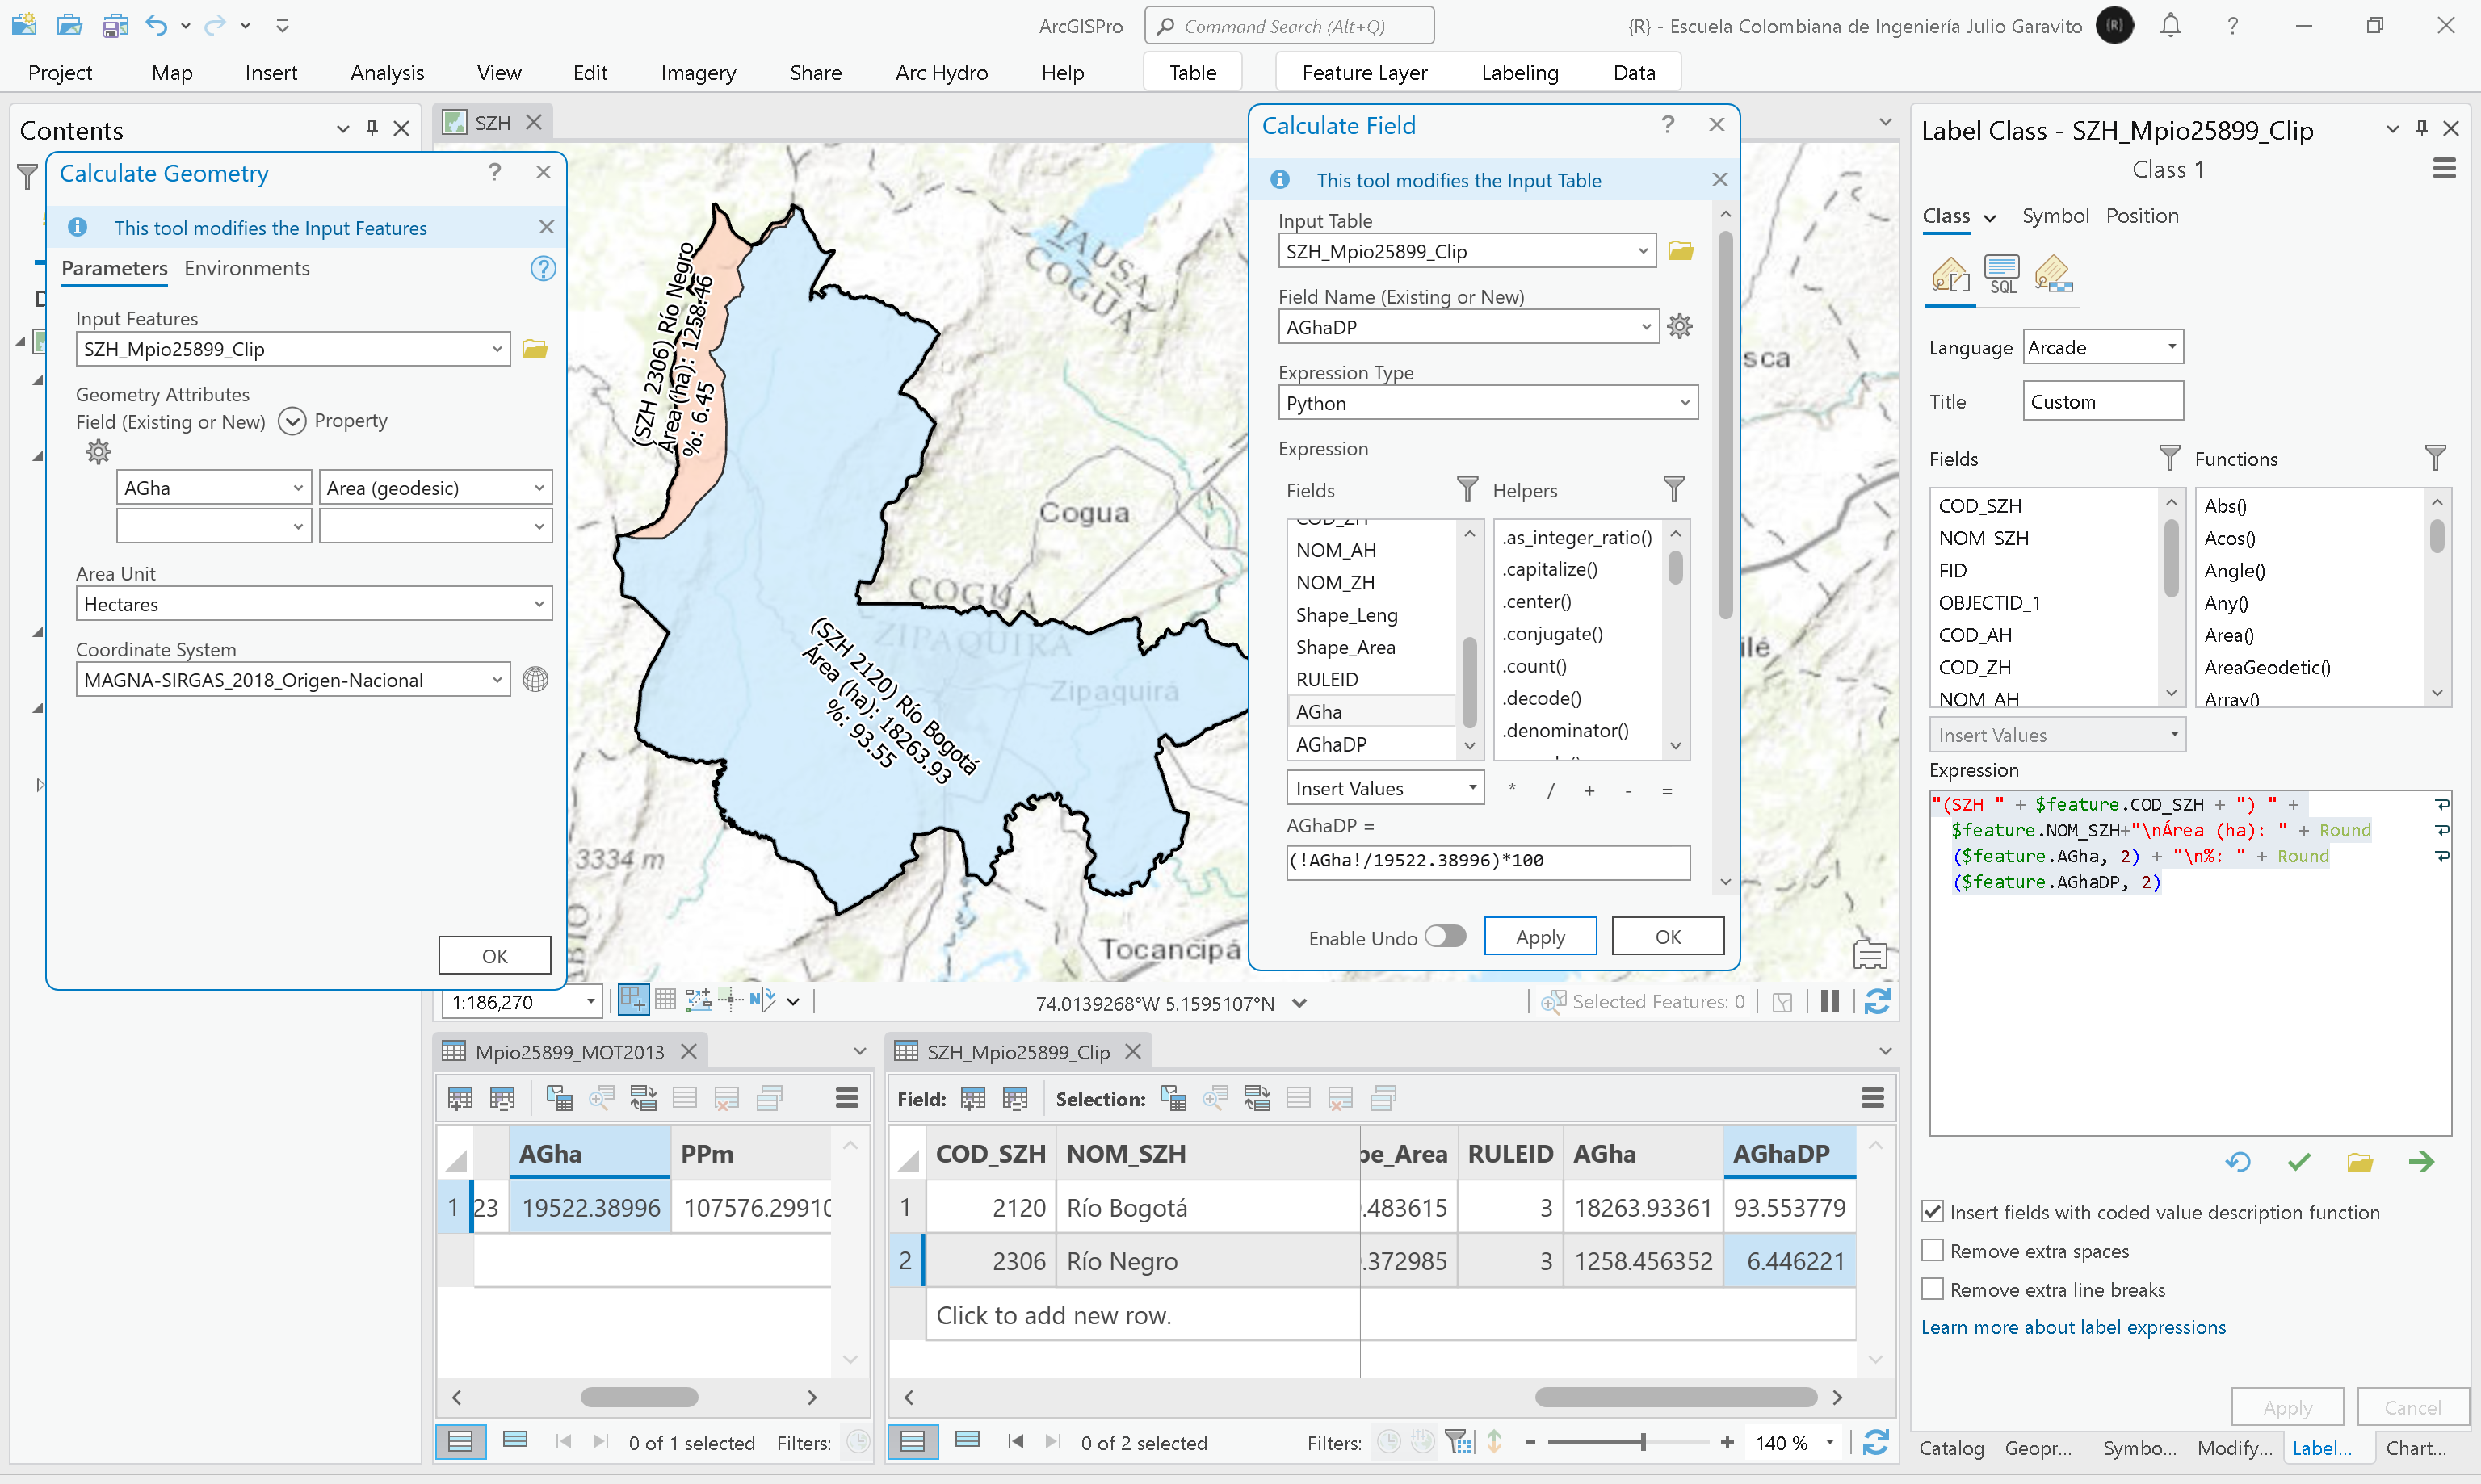 ArcGISPro
Command Search (Alt+Q)
{R} - Escuela Colombiana de Ingeniería Julio Garavito
{R}
?
Project
Map
Insert
Analysis
View
Edit
Imagery
Share
Arc Hydro
Help
Table
Feature Layer
Labeling
Data
Contents
Calculate Geometry
?
This tool modifies the Input Features
Parameters
Environments
?
Input Features
SZH_Mpio25899_Clip
Geometry Attributes
Field (Existing or New)
Property
AGha
Area (geodesic)
Area Unit
Hectares
Coordinate System
MAGNA-SIRGAS_2018_Origen-Nacional
OK
SZH
(SZH 2306) Río Negro
Área (ha): 1258.46
%: 6.45
(SZH 2120) Río Bogotá
Área (ha): 18263.93
%: 93.55
TAUSA
COGUA
Cogua
COGUA
ZIPAQUIRÁ
Zipaquirá
3334 m
Tocancipá
Calculate Field
?
This tool modifies the Input Table
Input Table
SZH_Mpio25899_Clip
Field Name (Existing or New)
AGhaDP
Expression Type
Python
Expression
Fields
Helpers
COD_ZH
NOM_AH
NOM_ZH
Shape_Leng
Shape_Area
RULEID
AGha
AGhaDP
.as_integer_ratio()
.capitalize()
.center()
.conjugate()
.count()
.decode()
.denominator()
Insert Values
* / + - =
AGhaDP =
(!AGha!/19522.38996)*100
Enable Undo
Apply
OK
1:186,270
74.0139268°W 5.1595107°N
Selected Features: 0
Mpio25899_MOT2013
AGha
PPm
1
23
19522.38996
107576.29910
0 of 1 selected
Filters:
SZH_Mpio25899_Clip
Field:
Selection:
COD_SZH
NOM_SZH
pe_Area
RULEID
AGha
AGhaDP
1
2120
Río Bogotá
.483615
3
18263.93361
93.553779
2
2306
Río Negro
.372985
3
1258.456352
6.446221
Click to add new row.
0 of 2 selected
Filters:
140 %
Label Class - SZH_Mpio25899_Clip
Class 1
Class
Symbol
Position
SQL
Language
Arcade
Title
Custom
Fields
Functions
COD_SZH
NOM_SZH
FID
OBJECTID_1
COD_AH
COD_ZH
NOM_AH
Abs()
Acos()
Angle()
Any()
Area()
AreaGeodetic()
Array()
Insert Values
Expression
"(SZH " + $feature.COD_SZH + ") " +
$feature.NOM_SZH+"\nÁrea (ha): " + Round
($feature.AGha, 2) + "\n%: " + Round
($feature.AGhaDP, 2)
Insert fields with coded value description function
Remove extra spaces
Remove extra line breaks
Learn more about label expressions
Apply
Cancel
Catalog
Geopr...
Symbo...
Modify...
Label...
Chart...